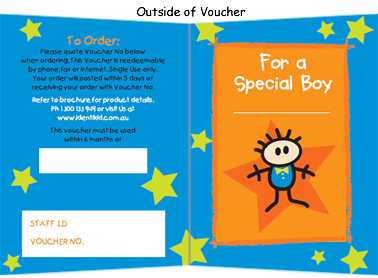 Outside of Voucher
To Order:
Please quote Voucher No below
when ordering. This Voucher is redeemable
by phone, fax or internet. Single Use only.
Your order will posted within 5 days of
receiving your order with Voucher No.
Refer to brochure for product details.
Ph 1300 133 949 or visit us at
www.identikid.com.au
This voucher must be used
within 6 months of
STAFF ID
VOUCHER NO.
For a
Special Boy